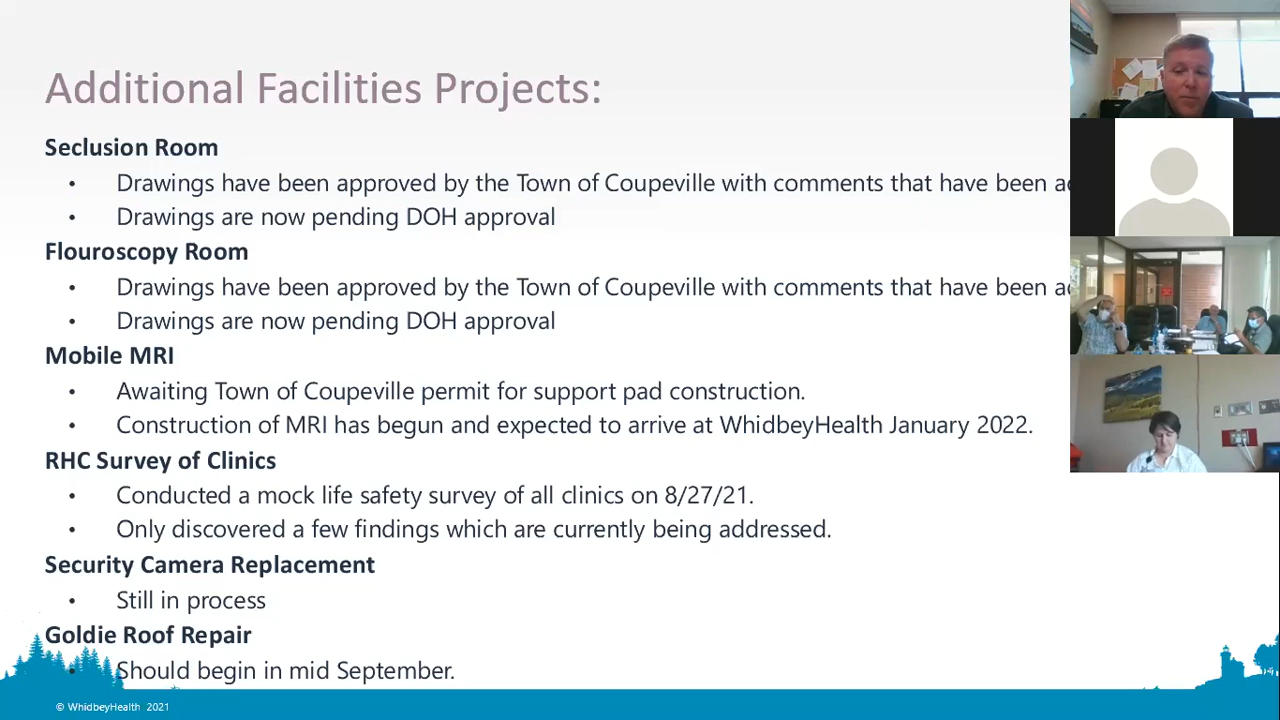 Additional Facilities Projects:
Seclusion Room
• Drawings have been approved by the Town of Coupeville with comments that have been
• Drawings are now pending DOH approval
Flouroscopy Room
• Drawings have been approved by the Town of Coupeville with comments that have been
• Drawings are now pending DOH approval
Mobile MRI
• Awaiting Town of Coupeville permit for support pad construction.
• Construction of MRI has begun and expected to arrive at WhidbeyHealth January 2022.
RHC Survey of Clinics
• Conducted a mock life safety survey of all clinics on 8/27/21.
• Only discovered a few findings which are currently being addressed.
Security Camera Replacement
• Still in process
Goldie Roof Repair
• Should begin in mid September.
© WhidbeyHealth 2021